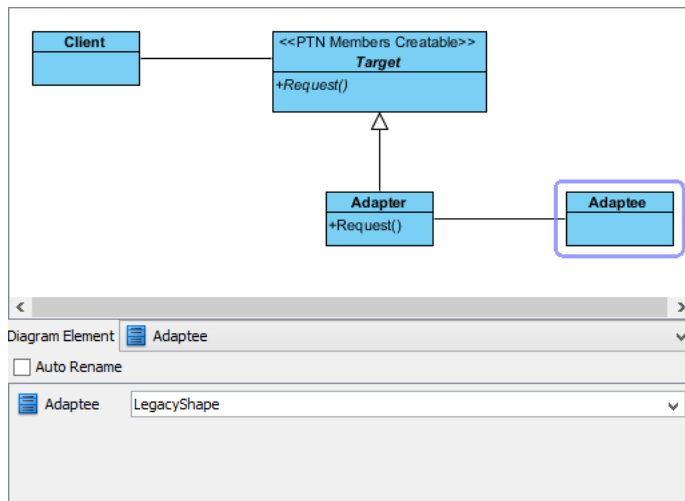 Client
<<PTN Members Creatable>>
Target
+Request()
Adapter
+Request()
Adaptee
Diagram Element
Adaptee
Auto Rename
Adaptee
LegacyShape